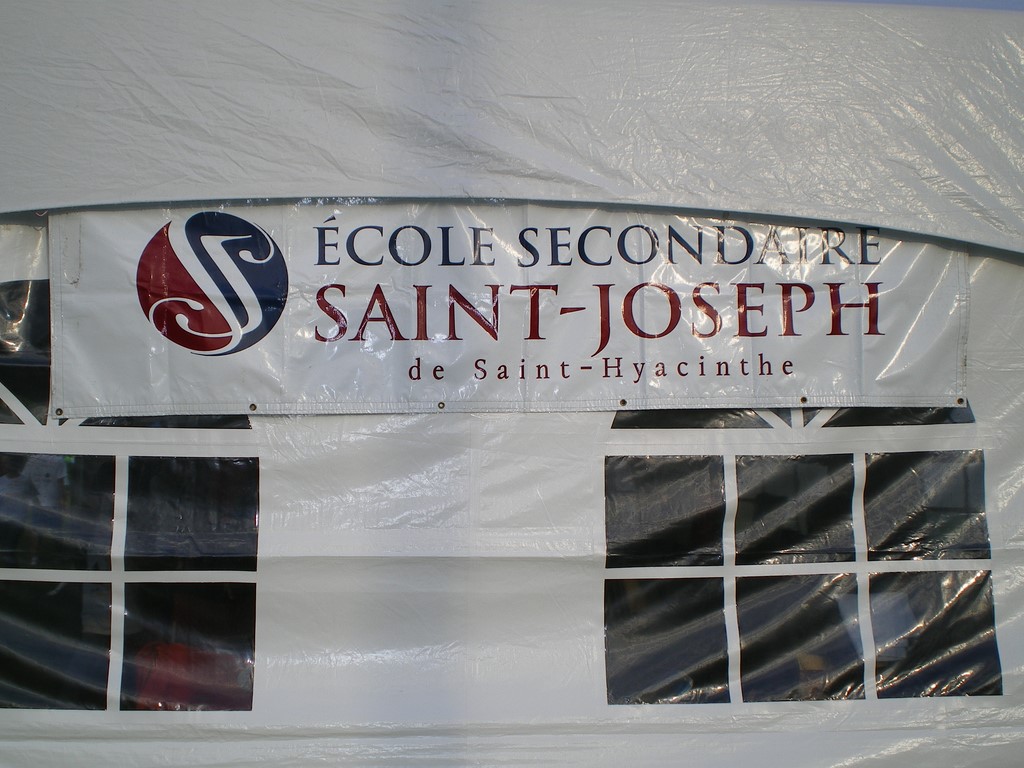 ÉCOLE SECONDAIRE
SAINT-JOSEPH
de Saint-Hyacinthe